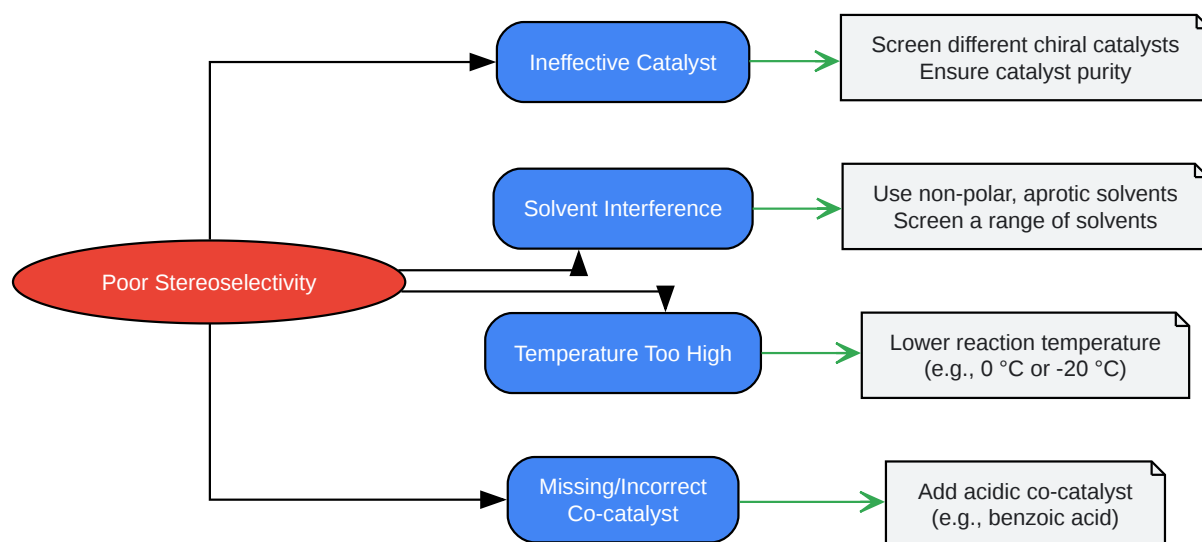 Ineffective Catalyst
Screen different chiral catalysts
Ensure catalyst purity
Solvent Interference
Use non-polar, aprotic solvents
Screen a range of solvents
Poor Stereoselectivity
Temperature Too High
Lower reaction temperature
(e.g., 0 °C or -20 °C)
Missing/Incorrect
Co-catalyst
Add acidic co-catalyst
(e.g., benzoic acid)